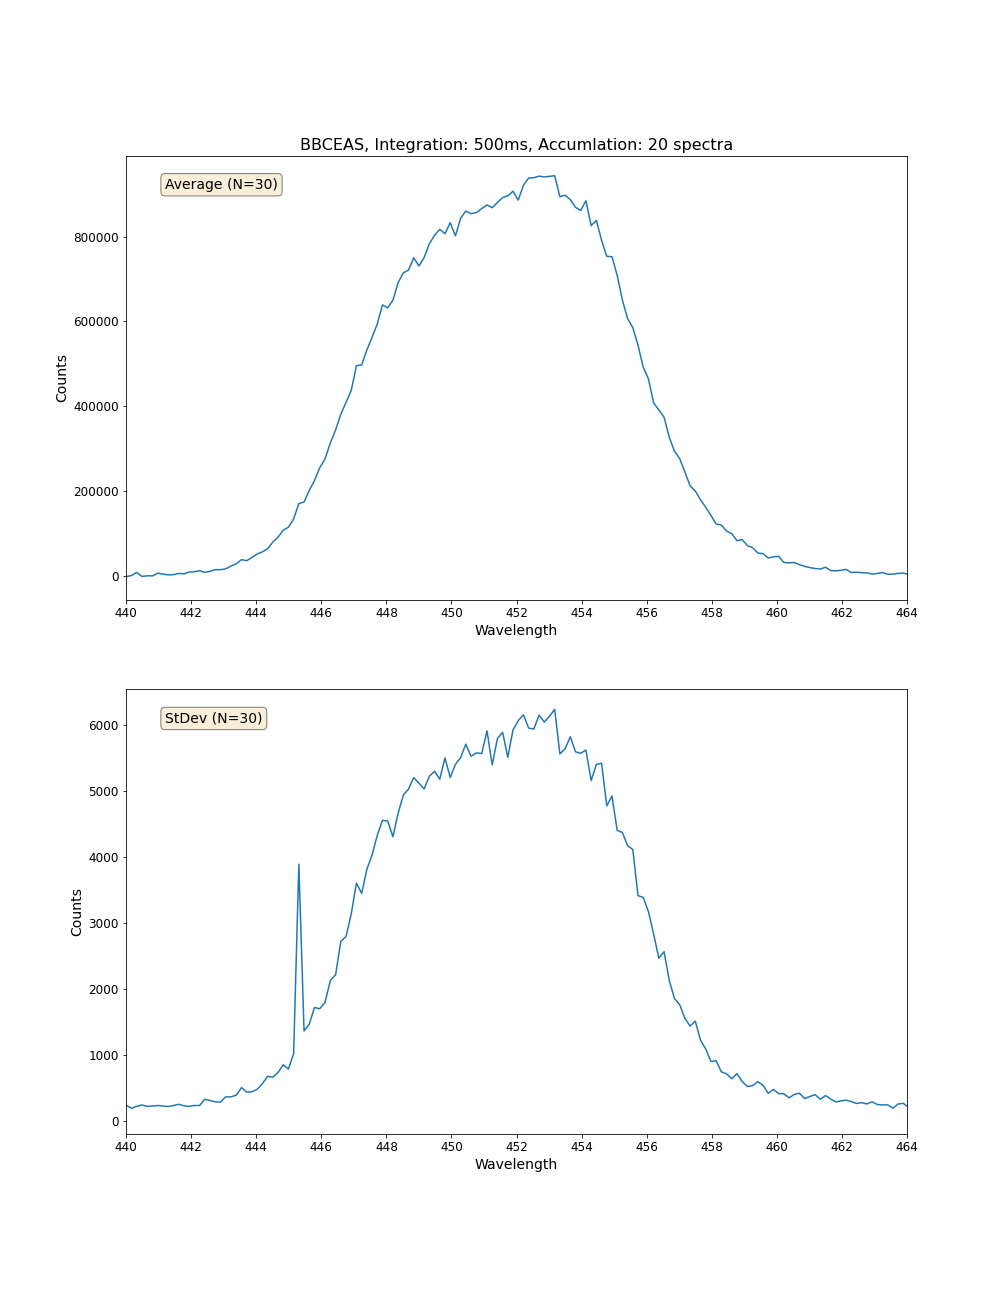 BBCEAS, Integration: 500ms, Accumlation: 20 spectra
Average (N=30)
800000
600000
400000
200000
0
Counts
440 442 444 446 448 450 452 454 456 458 460 462 464
Wavelength
StDev (N=30)
6000
5000
4000
3000
2000
1000
0
Counts
440 442 444 446 448 450 452 454 456 458 460 462 464
Wavelength